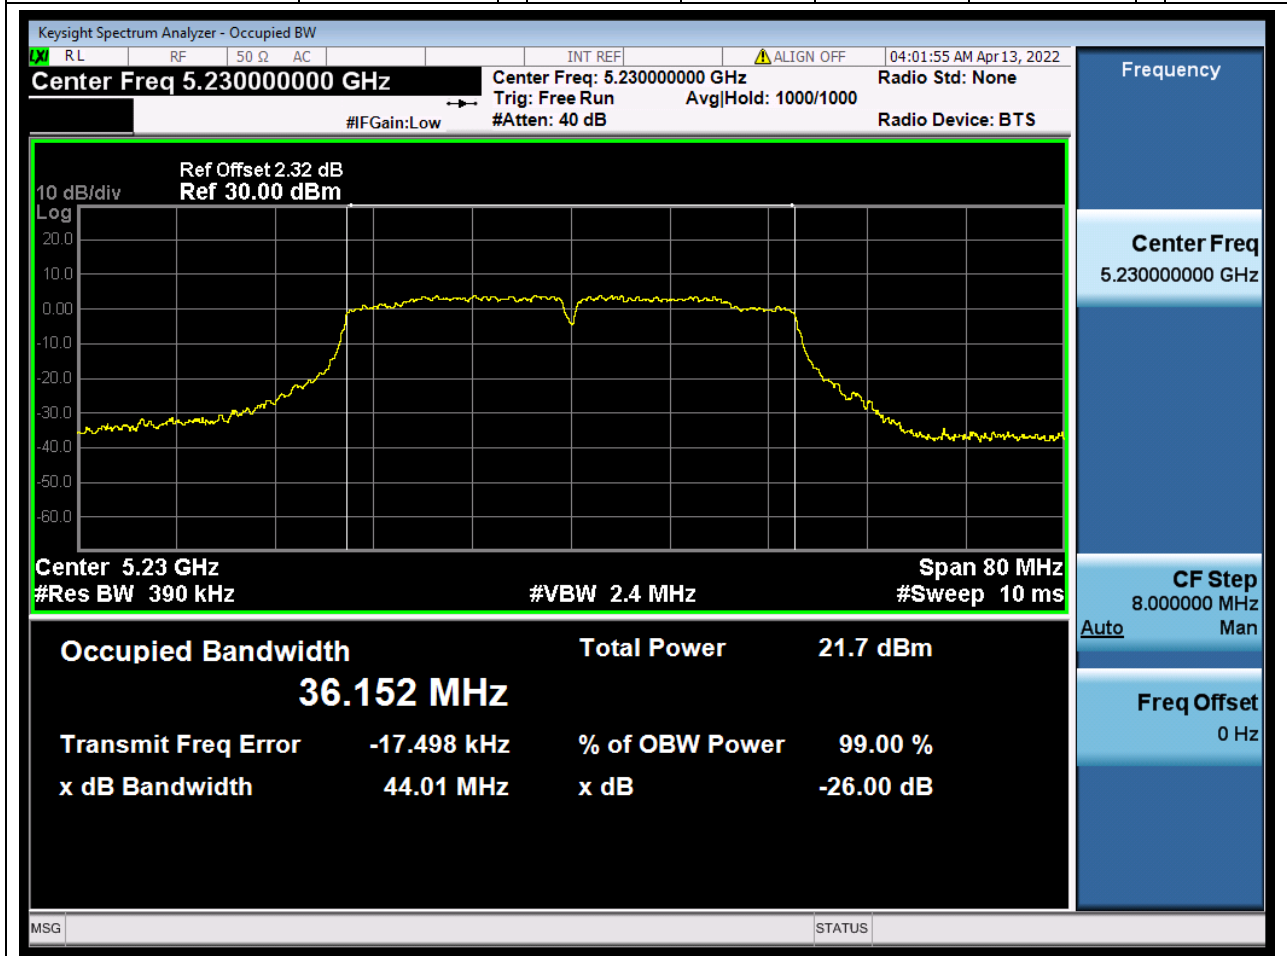 Keysight Spectrum Analyzer - Occupied BW
LXI RL RF 50 Ω AC INT REF ALIGN OFF 04:01:55 AM Apr 13, 2022
Center Freq 5.230000000 GHz
#IFGain:Low
Center Freq: 5.230000000 GHz
Trig: Free Run Avg|Hold: 1000/1000
#Atten: 40 dB
Radio Std: None
Radio Device: BTS
Ref Offset 2.32 dB
10 dB/div Ref 30.00 dBm
Log
20.0
10.0
0.00
-10.0
-20.0
-30.0
-40.0
-50.0
-60.0
Center 5.23 GHz Span 80 MHz
#Res BW 390 kHz #VBW 2.4 MHz #Sweep 10 ms
Occupied Bandwidth Total Power 21.7 dBm
36.152 MHz
Transmit Freq Error -17.498 kHz % of OBW Power 99.00 %
x dB Bandwidth 44.01 MHz x dB -26.00 dB
MSG STATUS
Frequency
Center Freq
5.230000000 GHz
CF Step
8.000000 MHz
Auto Man
Freq Offset
0 Hz